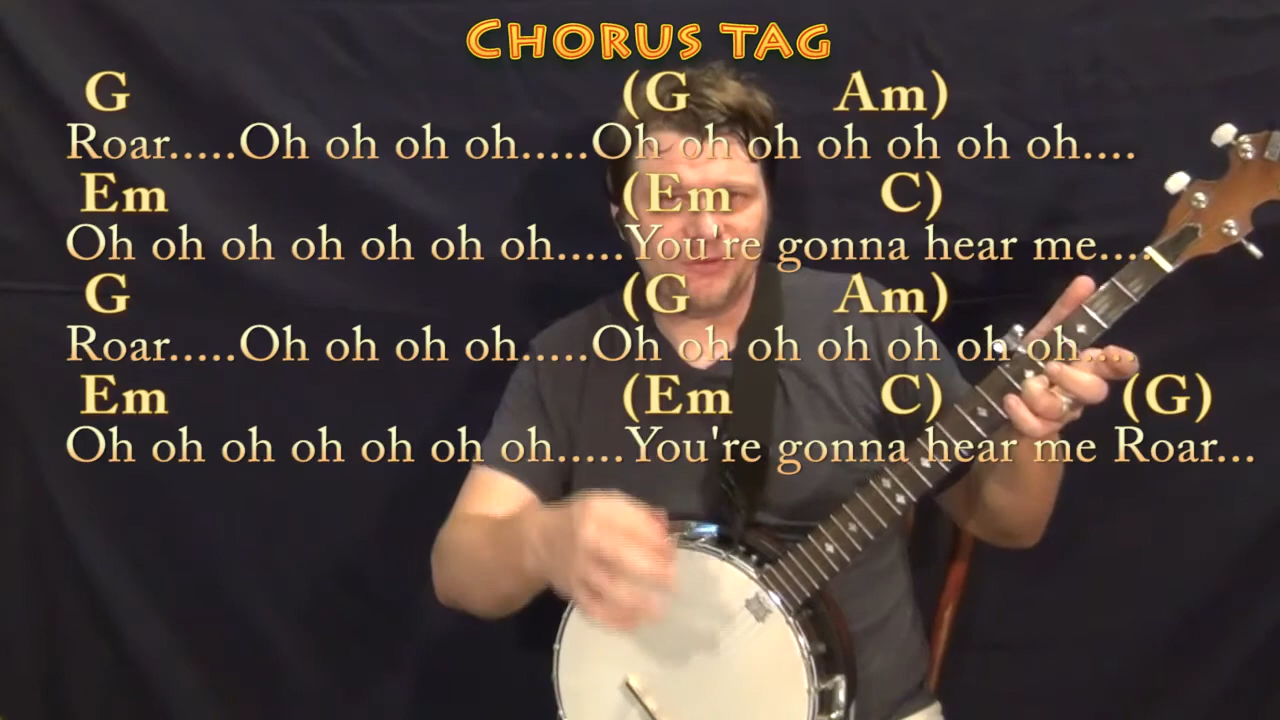 CHORUS TAG
G (G Am)
Roar.....Oh oh oh oh.....Oh oh oh oh oh oh oh....
Em (Em C)
Oh oh oh oh oh oh oh.....You're gonna hear me....
G (G Am)
Roar.....Oh oh oh oh.....Oh oh oh oh oh oh oh....
Em (Em C) (G)
Oh oh oh oh oh oh oh.....You're gonna hear me Roar...